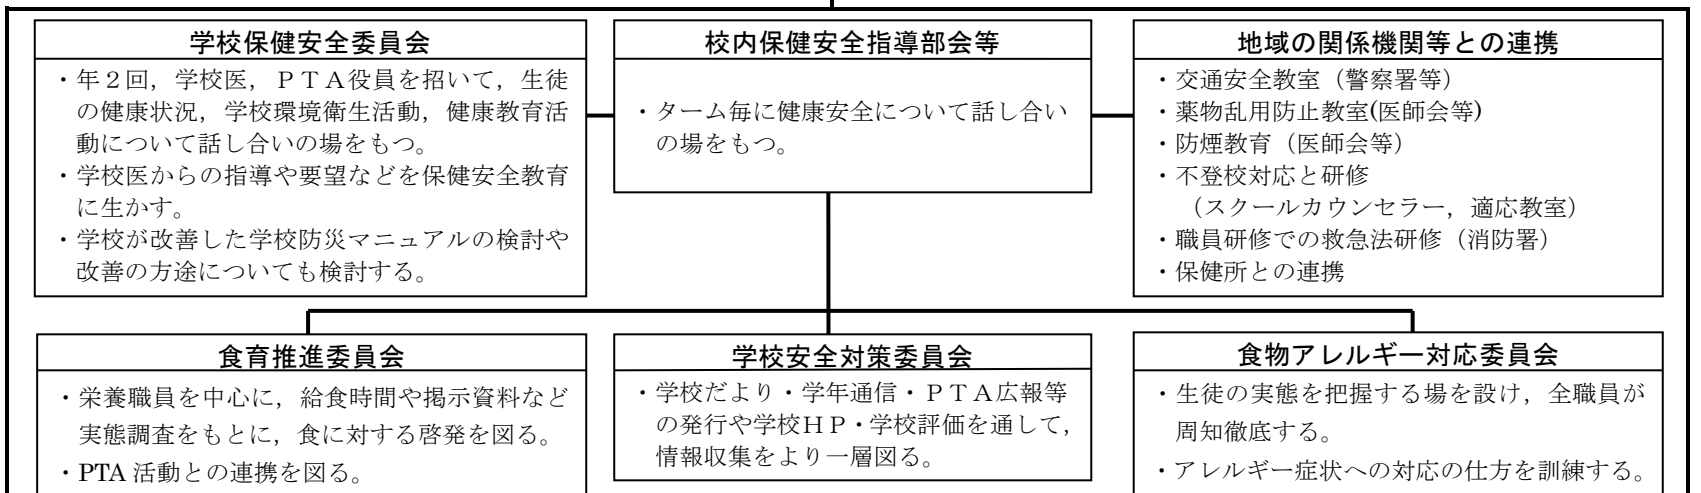 学校保健安全委員会
・年２回，学校医，ＰＴＡ役員を招いて，生徒
の健康状況，学校環境衛生活動，健康教育活
動について話し合いの場をもつ。
・学校医からの指導や要望などを保健安全教育
に生かす。
・学校が改善した学校防災マニュアルの検討や
改善の方途についても検討する。
校内保健安全指導部会等
・ターム毎に健康安全について話し合い
の場をもつ。
地域の関係機関等との連携
・交通安全教室（警察署等）
・薬物乱用防止教室(医師会等)
・防煙教育（医師会等）
・不登校対応と研修
（スクールカウンセラー，適応教室）
・職員研修での救急法研修（消防署）
・保健所との連携
食育推進委員会
・栄養職員を中心に，給食時間や掲示資料など
実態調査をもとに，食に対する啓発を図る。
・PTA 活動との連携を図る。
学校安全対策委員会
・学校だより・学年通信・ＰＴＡ広報等
の発行や学校ＨＰ・学校評価を通して，
情報収集をより一層図る。
食物アレルギー対応委員会
・生徒の実態を把握する場を設け，全職員が
周知徹底する。
・アレルギー症状への対応の仕方を訓練する。